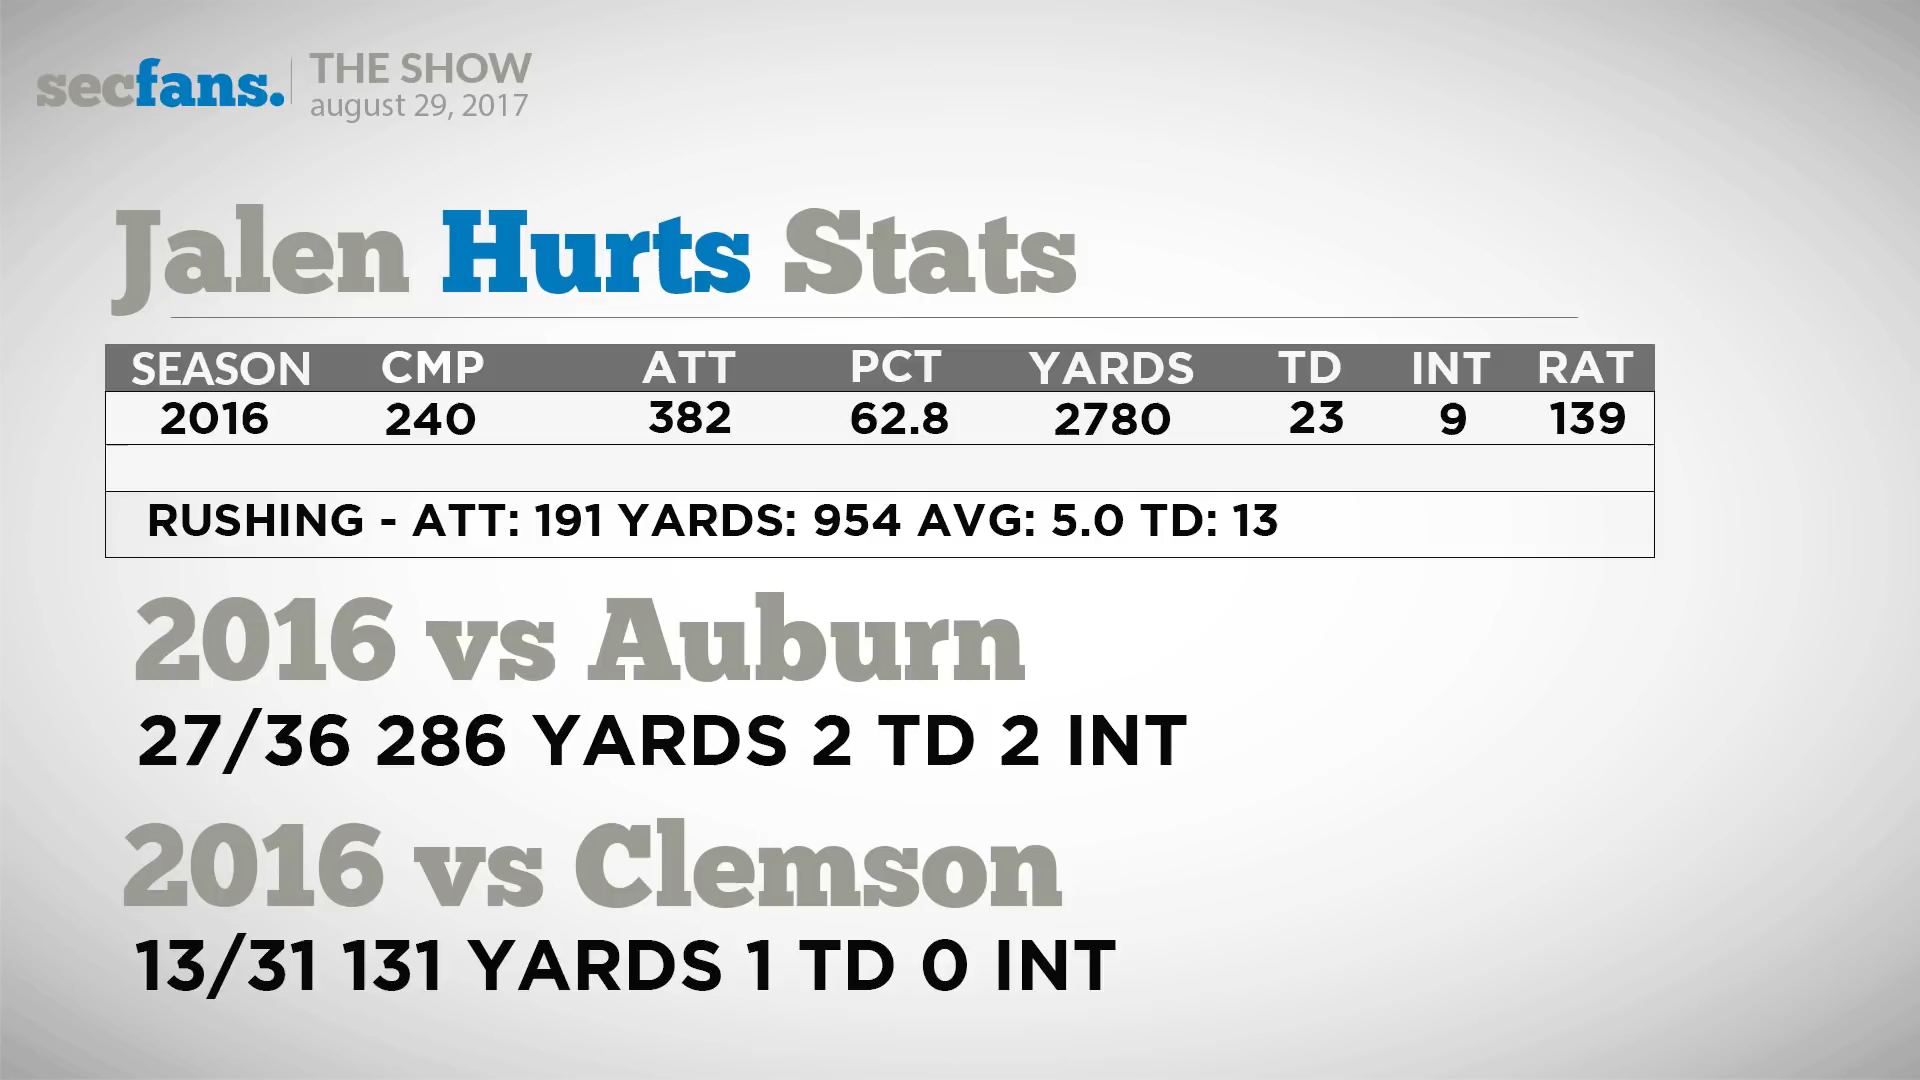 secfans. THE SHOW
august 29, 2017
Jalen Hurts Stats
SEASON CMP ATT PCT YARDS TD INT RAT
2016 240 382 62.8 2780 23 9 139
RUSHING - ATT: 191 YARDS: 954 AVG: 5.0 TD: 13
2016 vs Auburn
27/36 286 YARDS 2 TD 2 INT
2016 vs Clemson
13/31 131 YARDS 1 TD 0 INT